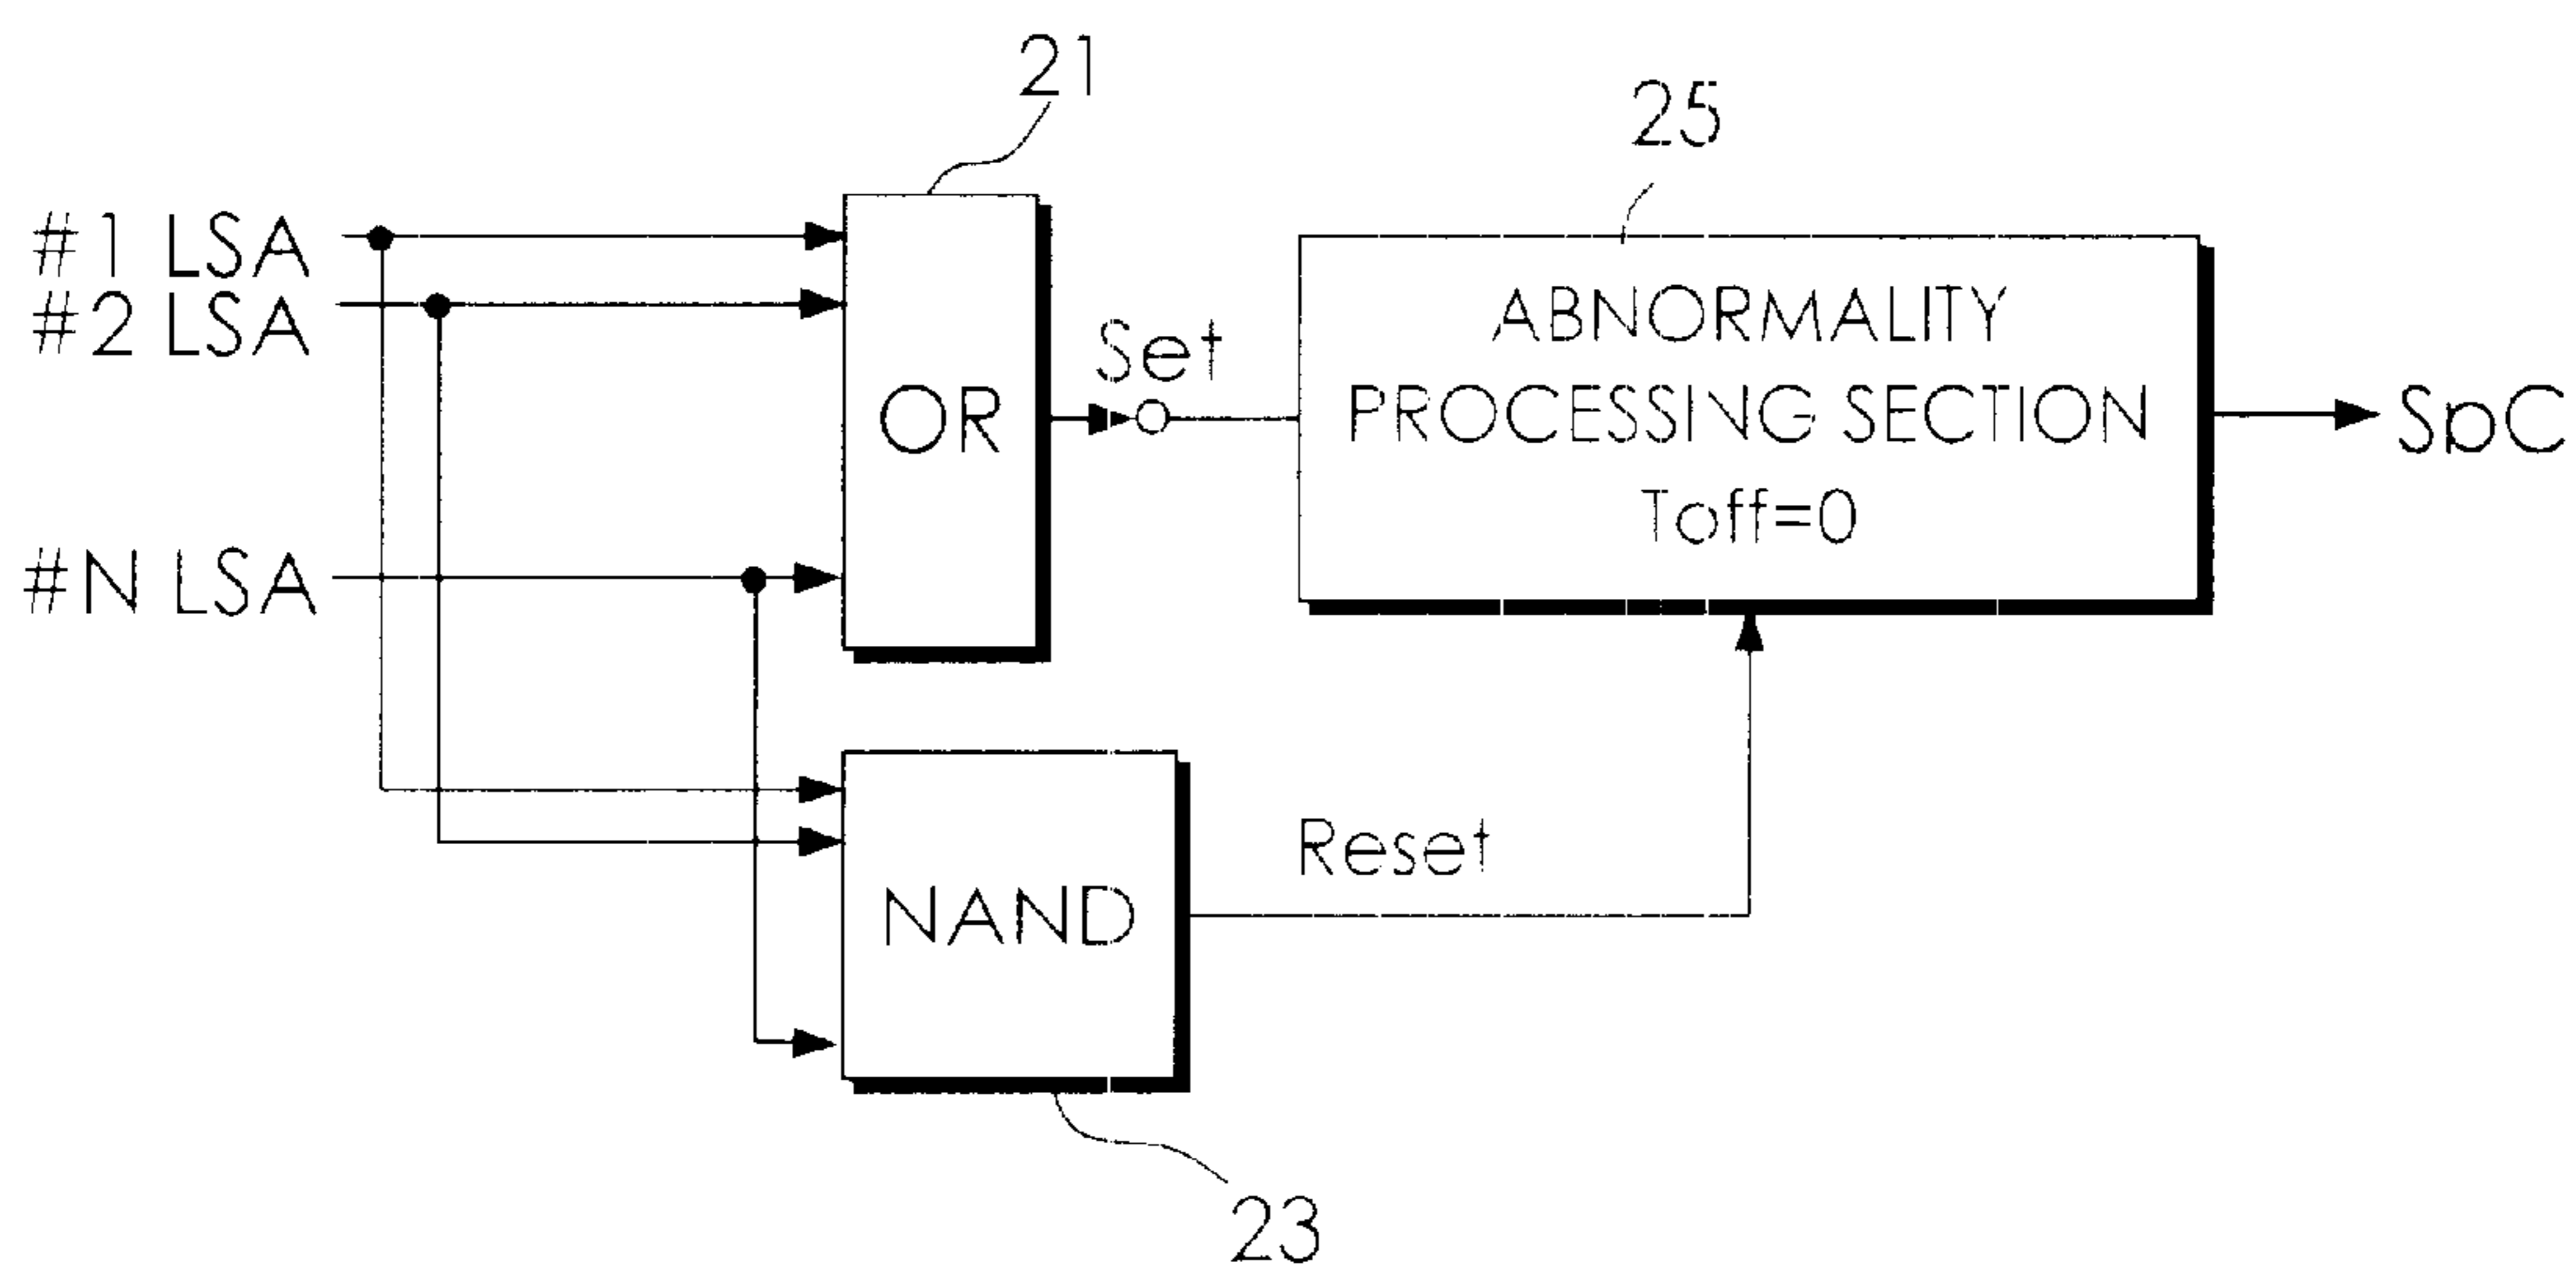 21
25
#1 LSA
#2 LSA
#N LSA
OR
Set
ABNORMALITY
PROCESSING SECTION
Toff=0
SpC
NAND
Reset
23